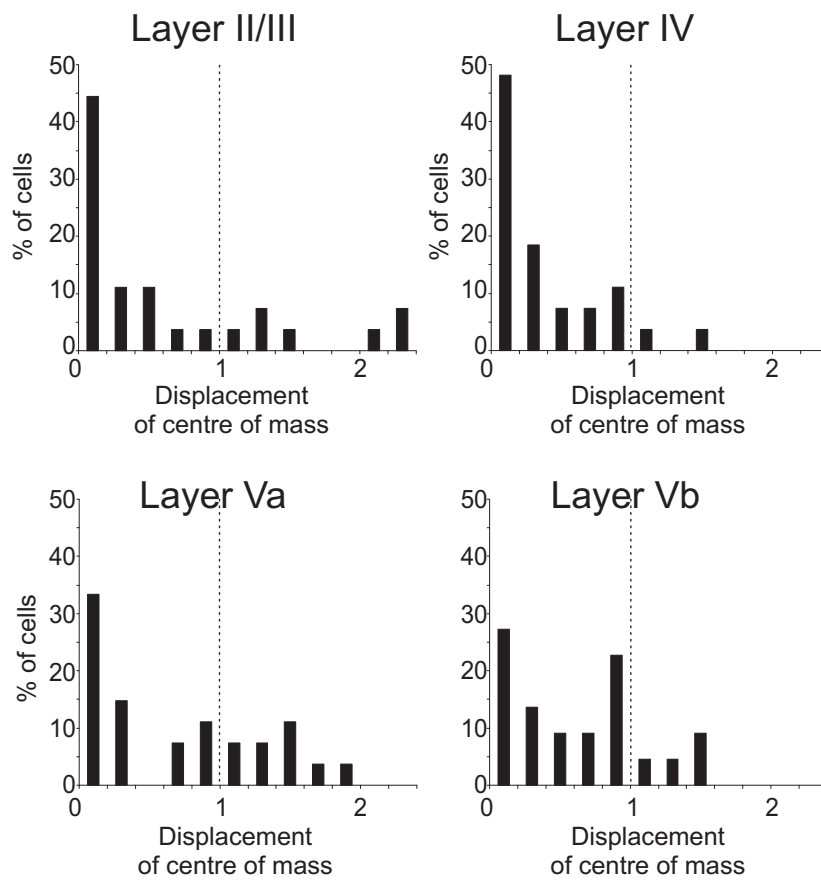 Layer II/III
50
40
30
20
10
0
% of cells
0 1 2
Displacement
of centre of mass
Layer IV
50
40
30
20
10
0
% of cells
0 1 2
Displacement
of centre of mass
Layer Va
50
40
30
20
10
0
% of cells
0 1 2
Displacement
of centre of mass
Layer Vb
50
40
30
20
10
0
0 1 2
Displacement
of centre of mass